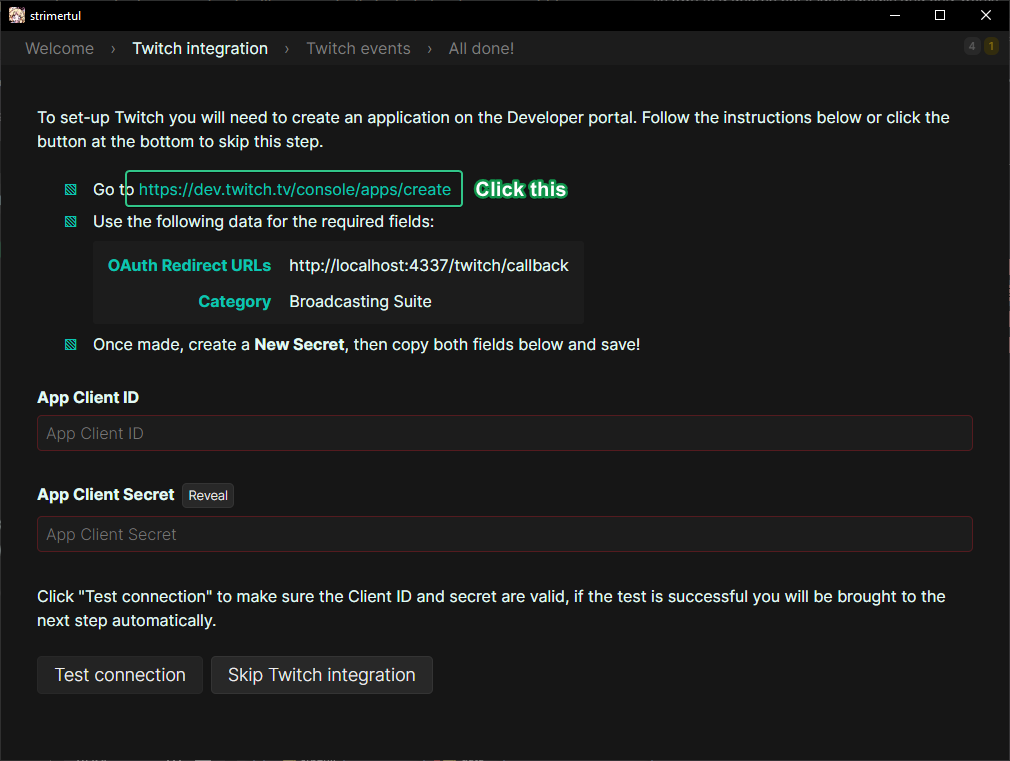 strimertul
Welcome › Twitch integration › Twitch events › All done!
4 1
To set-up Twitch you will need to create an application on the Developer portal. Follow the instructions below or click the
button at the bottom to skip this step.
Go to https://dev.twitch.tv/console/apps/create Click this
Use the following data for the required fields:
OAuth Redirect URLs http://localhost:4337/twitch/callback
Category Broadcasting Suite
Once made, create a New Secret, then copy both fields below and save!
App Client ID
App Client ID
App Client Secret Reveal
App Client Secret
Click "Test connection" to make sure the Client ID and secret are valid, if the test is successful you will be brought to the
next step automatically.
Test connection Skip Twitch integration